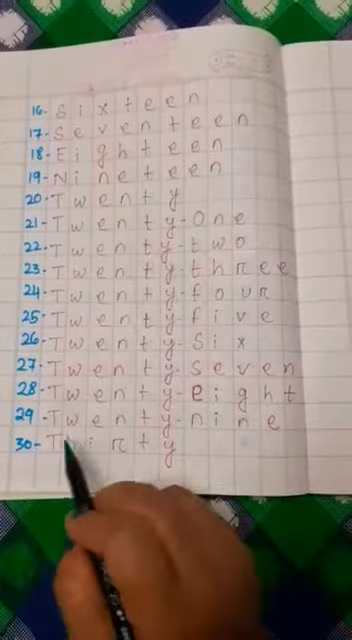 16- Sixteen
17- Seventeen
18- Eighteen
19- Nineteen
20- Twenty
21- Twenty-One
22- Twenty-two
23- Twenty-thRee
24- Twenty-fouR
25- Twenty-five
26- Twenty-Six
27- Twenty-Seven
28- Twenty-Eight
29- Twenty-nine
30- ThiRty